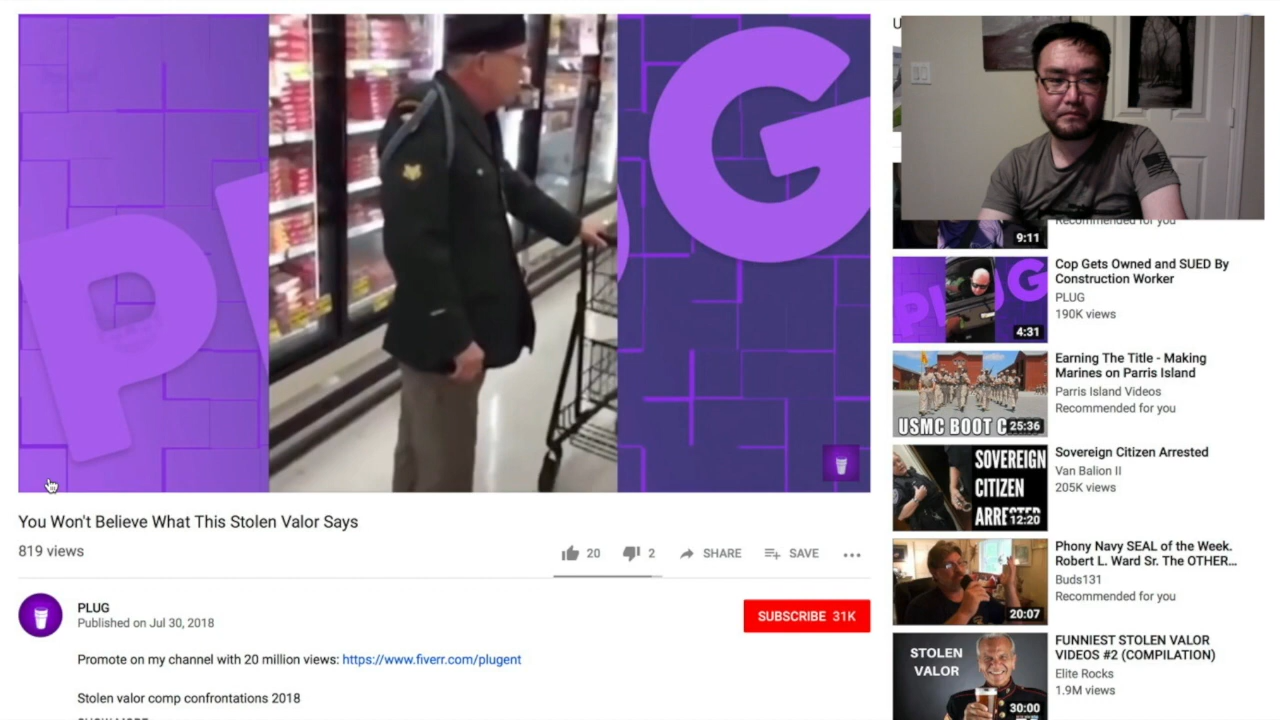 P
G
You Won't Believe What This Stolen Valor Says
819 views
20
2
SHARE
SAVE
PLUG
Published on Jul 30, 2018
SUBSCRIBE 31K
Promote on my channel with 20 million views: https://www.fiverr.com/plugent
Stolen valor comp confrontations 2018
U
Recommended for you
9:11
PLUG
4:31
Cop Gets Owned and SUED By
Construction Worker
PLUG
190K views
USMC BOOT C
25:36
Earning The Title - Making
Marines on Parris Island
Parris Island Videos
Recommended for you
SOVEREIGN
CITIZEN
ARRESTED
12:20
Sovereign Citizen Arrested
Van Balion II
205K views
20:07
Phony Navy SEAL of the Week.
Robert L. Ward Sr. The OTHER...
Buds131
Recommended for you
STOLEN
VALOR
30:00
FUNNIEST STOLEN VALOR
VIDEOS #2 (COMPILATION)
Elite Rocks
1.9M views